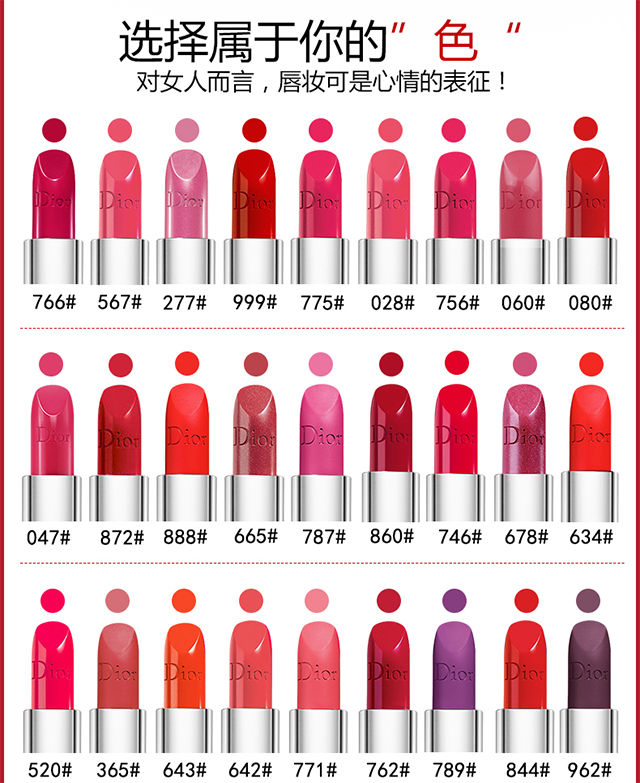 选择属于你的”色“
对女人而言，唇妆可是心情的表征！
Dior Dior Dior Dior Dior Dior Dior Dior Dior
766# 567# 277# 999# 775# 028# 756# 060# 080#
Dior Dior Dior Dior Dior Dior Dior Dior Dior
047# 872# 888# 665# 787# 860# 746# 678# 634#
Dior Dior Dior Dior Dior Dior Dior Dior Dior
520# 365# 643# 642# 771# 762# 789# 844# 962#